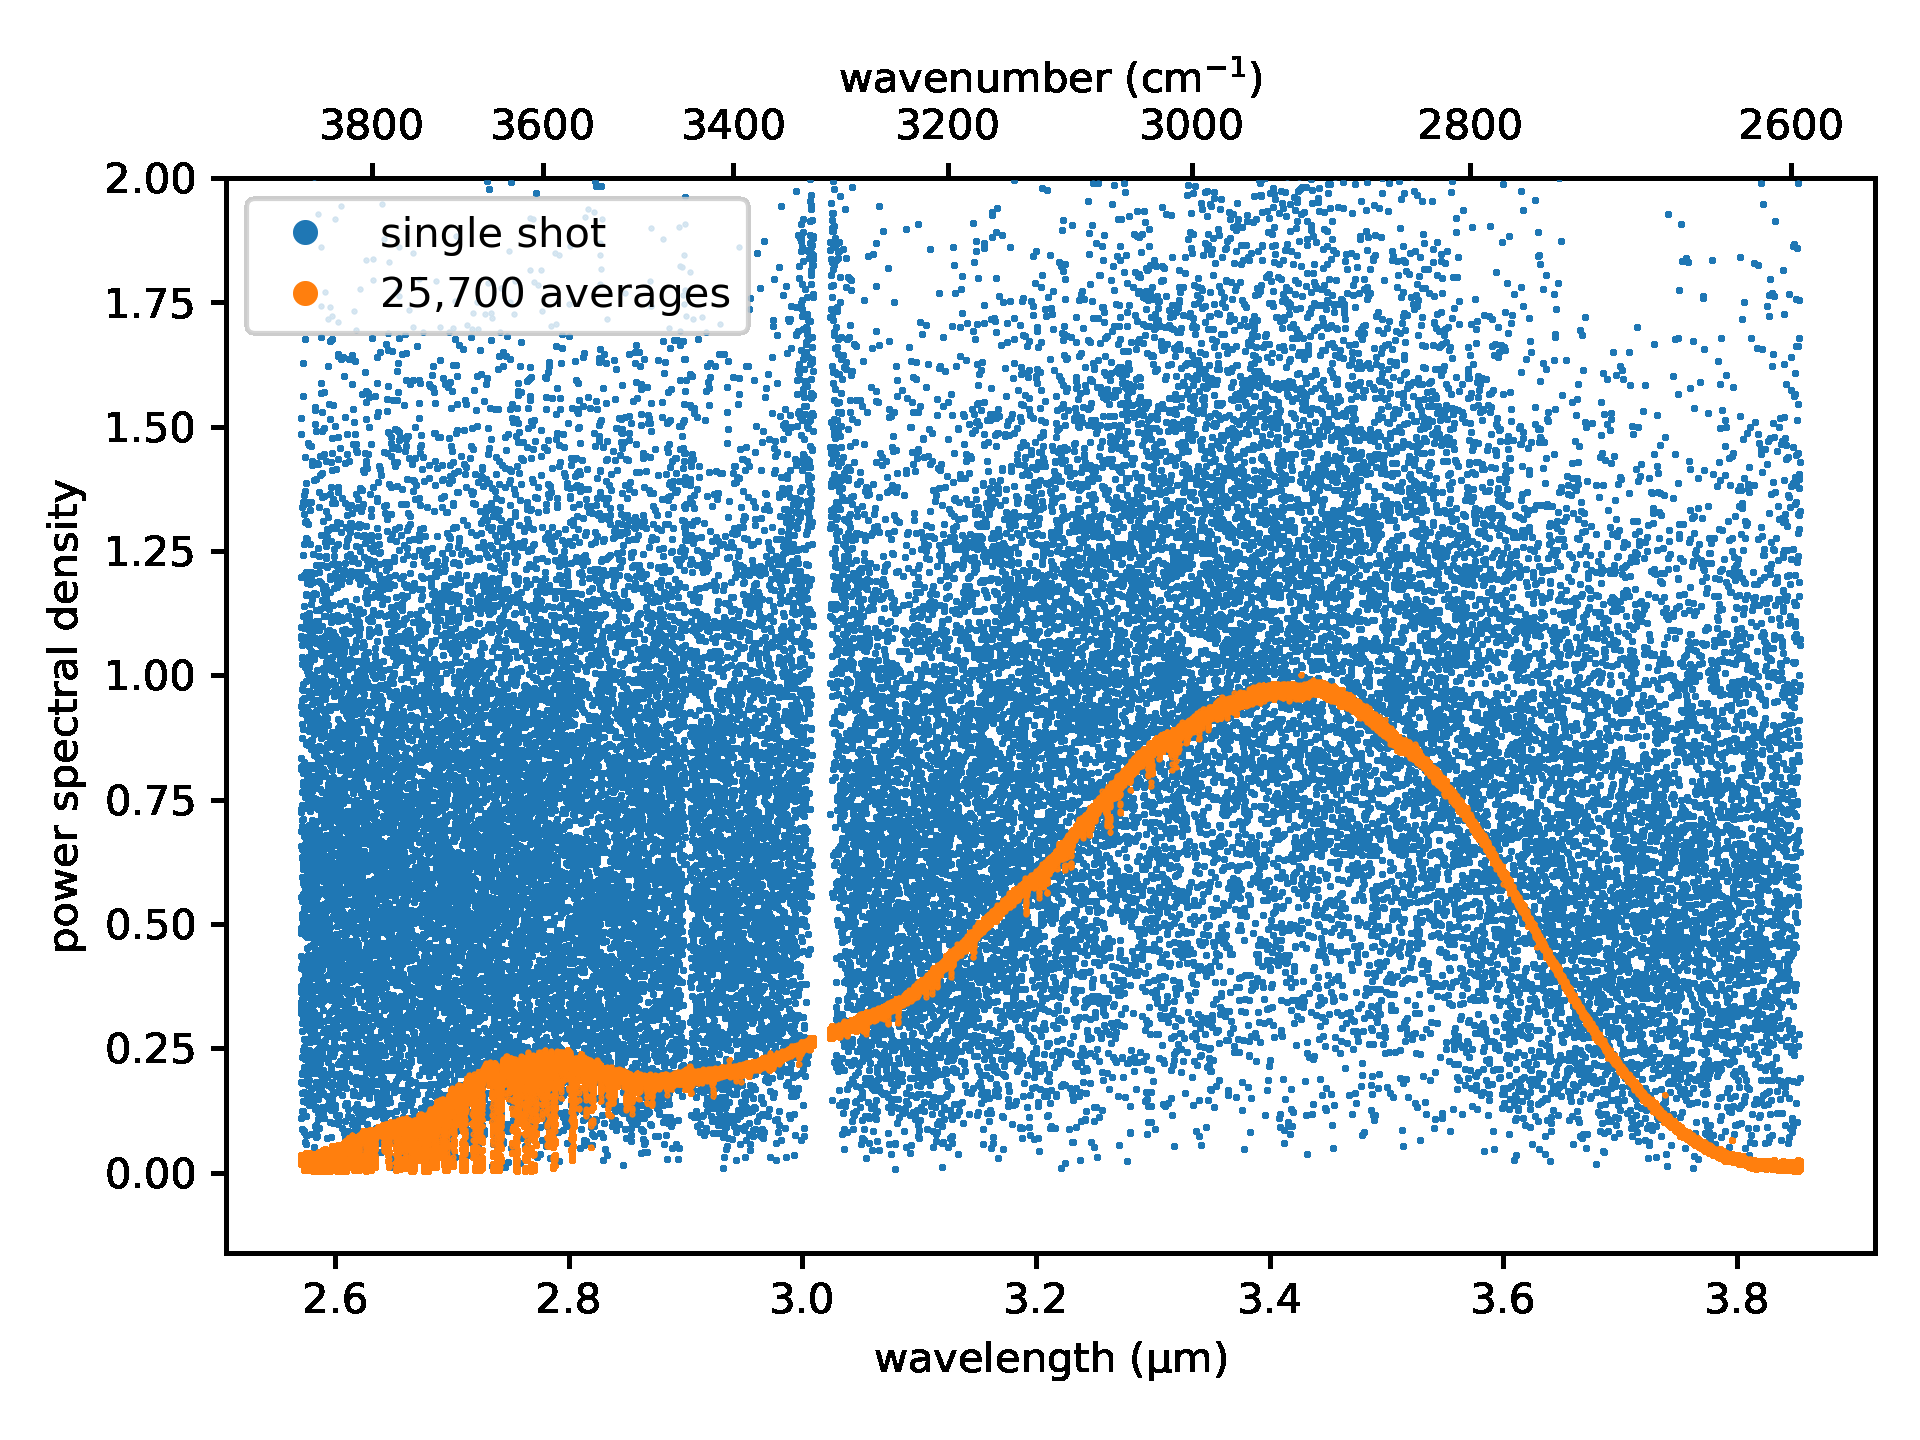 wavenumber (cm⁻¹)
3800 3600 3400 3200 3000 2800 2600
single shot
25,700 averages
power spectral density
2.00
1.75
1.50
1.25
1.00
0.75
0.50
0.25
0.00
2.6 2.8 3.0 3.2 3.4 3.6 3.8
wavelength (μm)